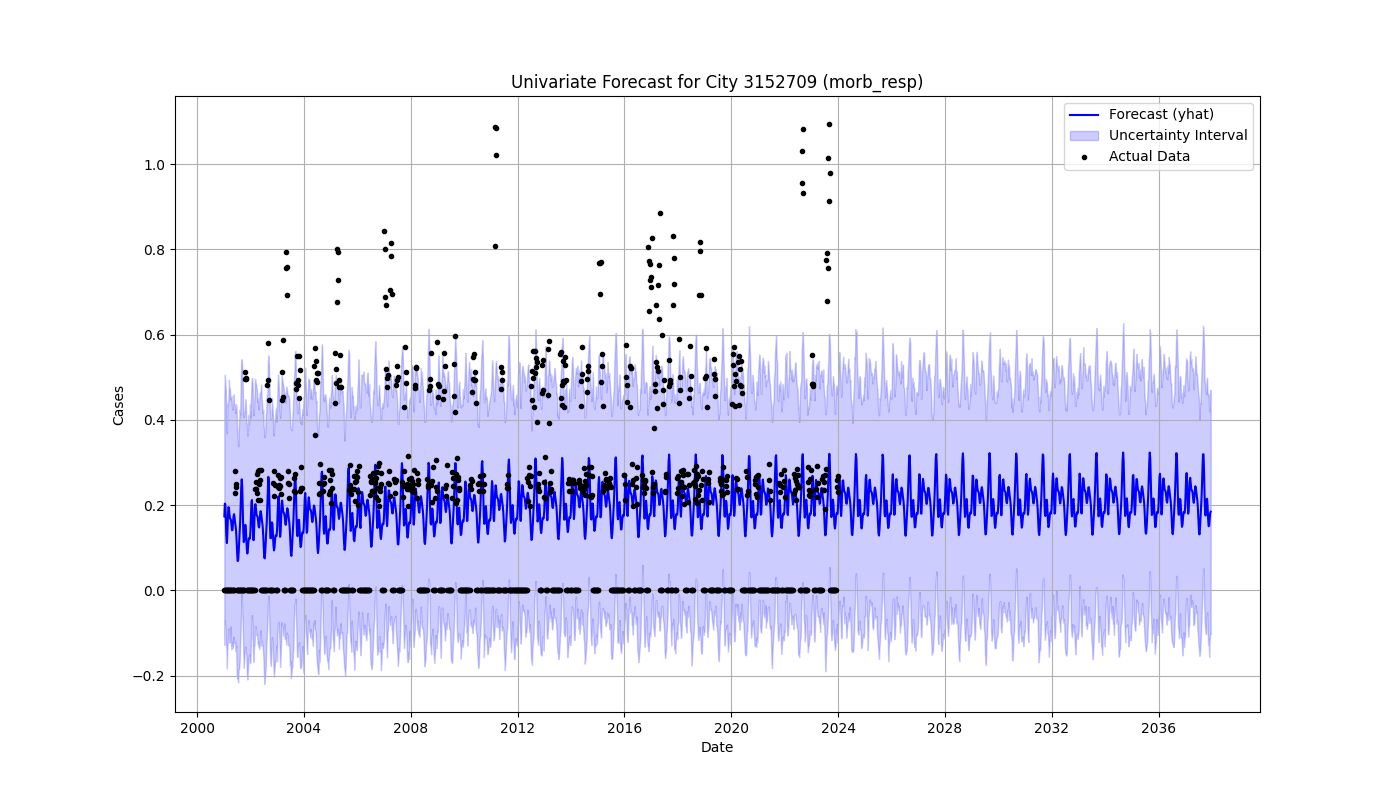 Univariate Forecast for City 3152709 (morb_resp)
Forecast (yhat)
Uncertainty Interval
Actual Data
Cases
1.0
0.8
0.6
0.4
0.2
0.0
−0.2
2000 2004 2008 2012 2016 2020 2024 2028 2032 2036
Date